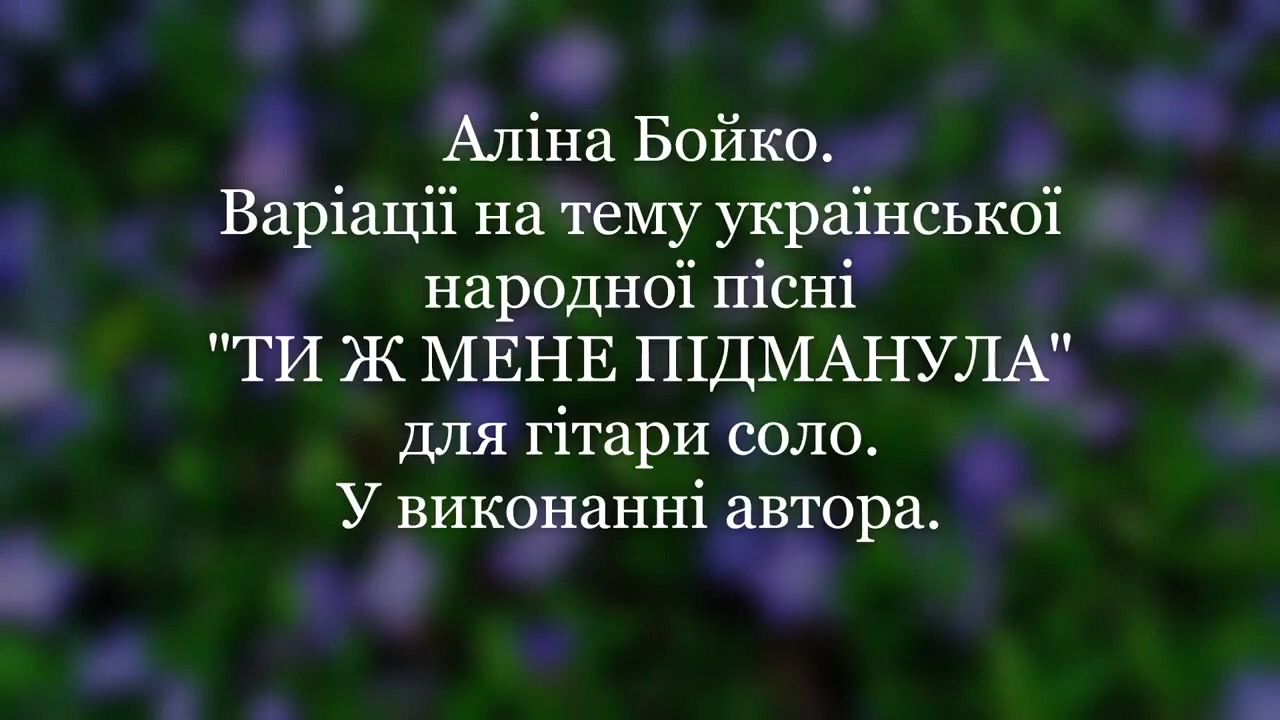 Аліна Бойко.
Варіації на тему української
народної пісні
"ТИ Ж МЕНЕ ПІДМАНУЛА"
для гітари соло.
У виконанні автора.